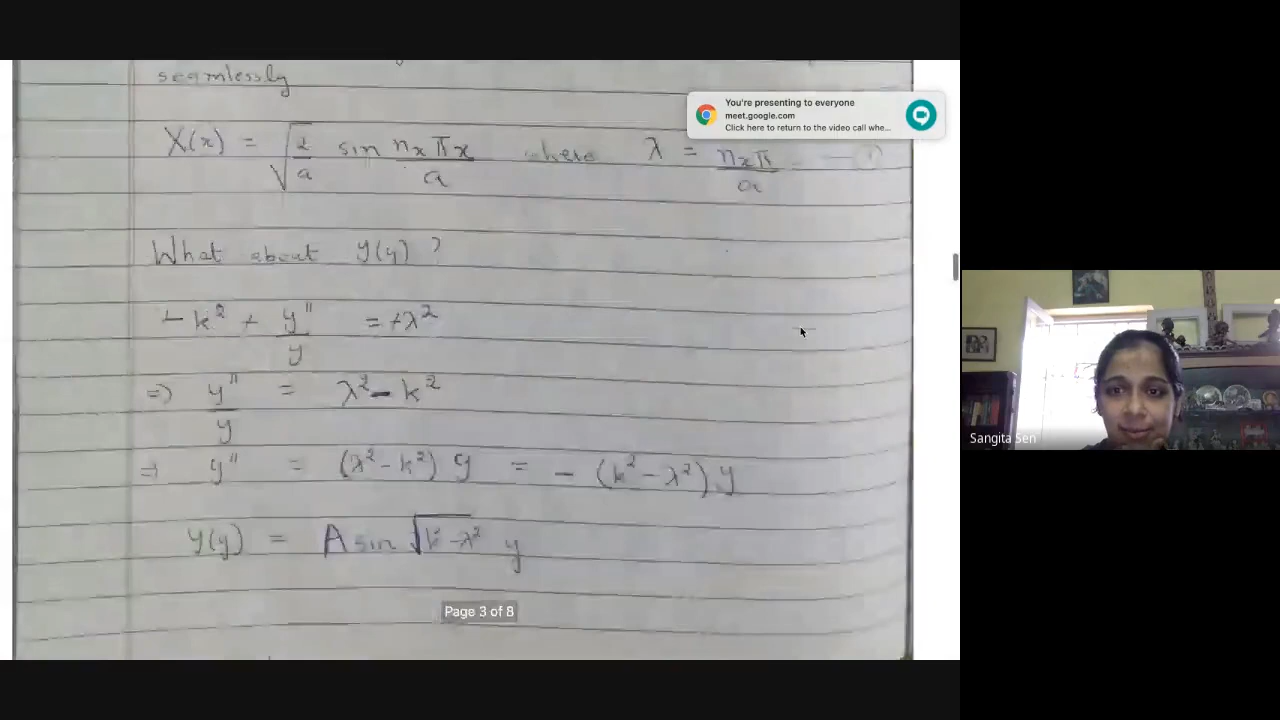 seamlessly
X(x) = √(2/a) sin nₓπx/a where λ = nₓπ/a
What about Y(y) ?
- k² + y"/y = +λ²
=> y"/y = λ² - k²
=> y" = (λ² - k²) y = - (k² - λ²) y
Y(y) = A sin √(k² - λ²) y
Page 3 of 8
You're presenting to everyone
meet.google.com
Click here to return to the video call whe...
Sangita Sen